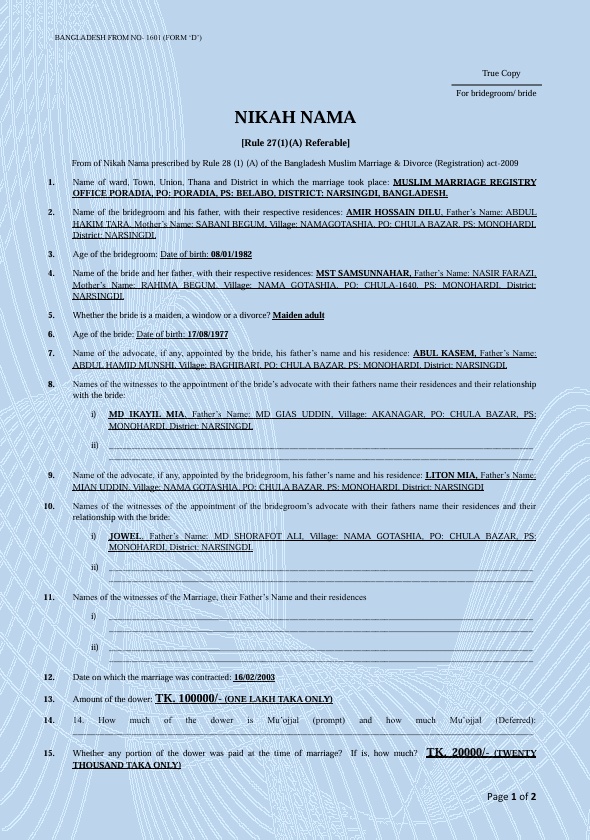 BANGLADESH FROM NO- 1601 (FORM ‘D’)
True Copy
For bridegroom/ bride
NIKAH NAMA
[Rule 27(1)(A) Referable]
From of Nikah Nama prescribed by Rule 28 (1) (A) of the Bangladesh Muslim Marriage & Divorce (Registration) act-2009
1. Name of ward, Town, Union, Thana and District in which the marriage took place: MUSLIM MARRIAGE REGISTRY
OFFICE PORADIA, PO: PORADIA, PS: BELABO, DISTRICT: NARSINGDI, BANGLADESH.
2. Name of the bridegroom and his father, with their respective residences: AMIR HOSSAIN DILU, Father’s Name: ABDUL
HAKIM TARA, Mother’s Name: SABANI BEGUM, Village: NAMAGOTASHIA, PO: CHULA BAZAR, PS: MONOHARDI,
District: NARSINGDI.
3. Age of the bridegroom: Date of birth: 08/01/1982
4. Name of the bride and her father, with their respective residences: MST SAMSUNNAHAR, Father’s Name: NASIR FARAZI,
Mother’s Name: RAHIMA BEGUM, Village: NAMA GOTASHIA, PO: CHULA-1640, PS: MONOHARDI, District:
NARSINGDI.
5. Whether the bride is a maiden, a window or a divorce? Maiden adult
6. Age of the bride: Date of birth: 17/08/1977
7. Name of the advocate, if any, appointed by the bride, his father’s name and his residence: ABUL KASEM, Father’s Name:
ABDUL HAMID MUNSHI, Village: BAGHIBARI, PO: CHULA BAZAR, PS: MONOHARDI, District: NARSINGDI.
8. Names of the witnesses to the appointment of the bride’s advocate with their fathers name their residences and their relationship
with the bride:
i) MD IKAYIL MIA, Father’s Name: MD GIAS UDDIN, Village: AKANAGAR, PO: CHULA BAZAR, PS:
MONOHARDI, District: NARSINGDI.
ii)
9. Name of the advocate, if any, appointed by the bridegroom, his father’s name and his residence: LITON MIA, Father’s Name:
MIAN UDDIN, Village: NAMA GOTASHIA, PO: CHULA BAZAR, PS: MONOHARDI, District: NARSINGDI
10. Names of the witnesses of the appointment of the bridegroom’s advocate with their fathers name their residences and their
relationship with the bride:
i) JOWEL, Father’s Name: MD SHORAFOT ALI, Village: NAMA GOTASHIA, PO: CHULA BAZAR, PS:
MONOHARDI, District: NARSINGDI.
ii)
11. Names of the witnesses of the Marriage, their Father’s Name and their residences
i)
ii)
12. Date on which the marriage was contracted: 16/02/2003
13. Amount of the dower: TK. 100000/- (ONE LAKH TAKA ONLY)
14. 14. How much of the dower is Mu’ojjal (prompt) and how much Mu’ojjal (Deferred):
15. Whether any portion of the dower was paid at the time of marriage? If is, how much? TK. 20000/- (TWENTY
THOUSAND TAKA ONLY)
Page 1 of 2